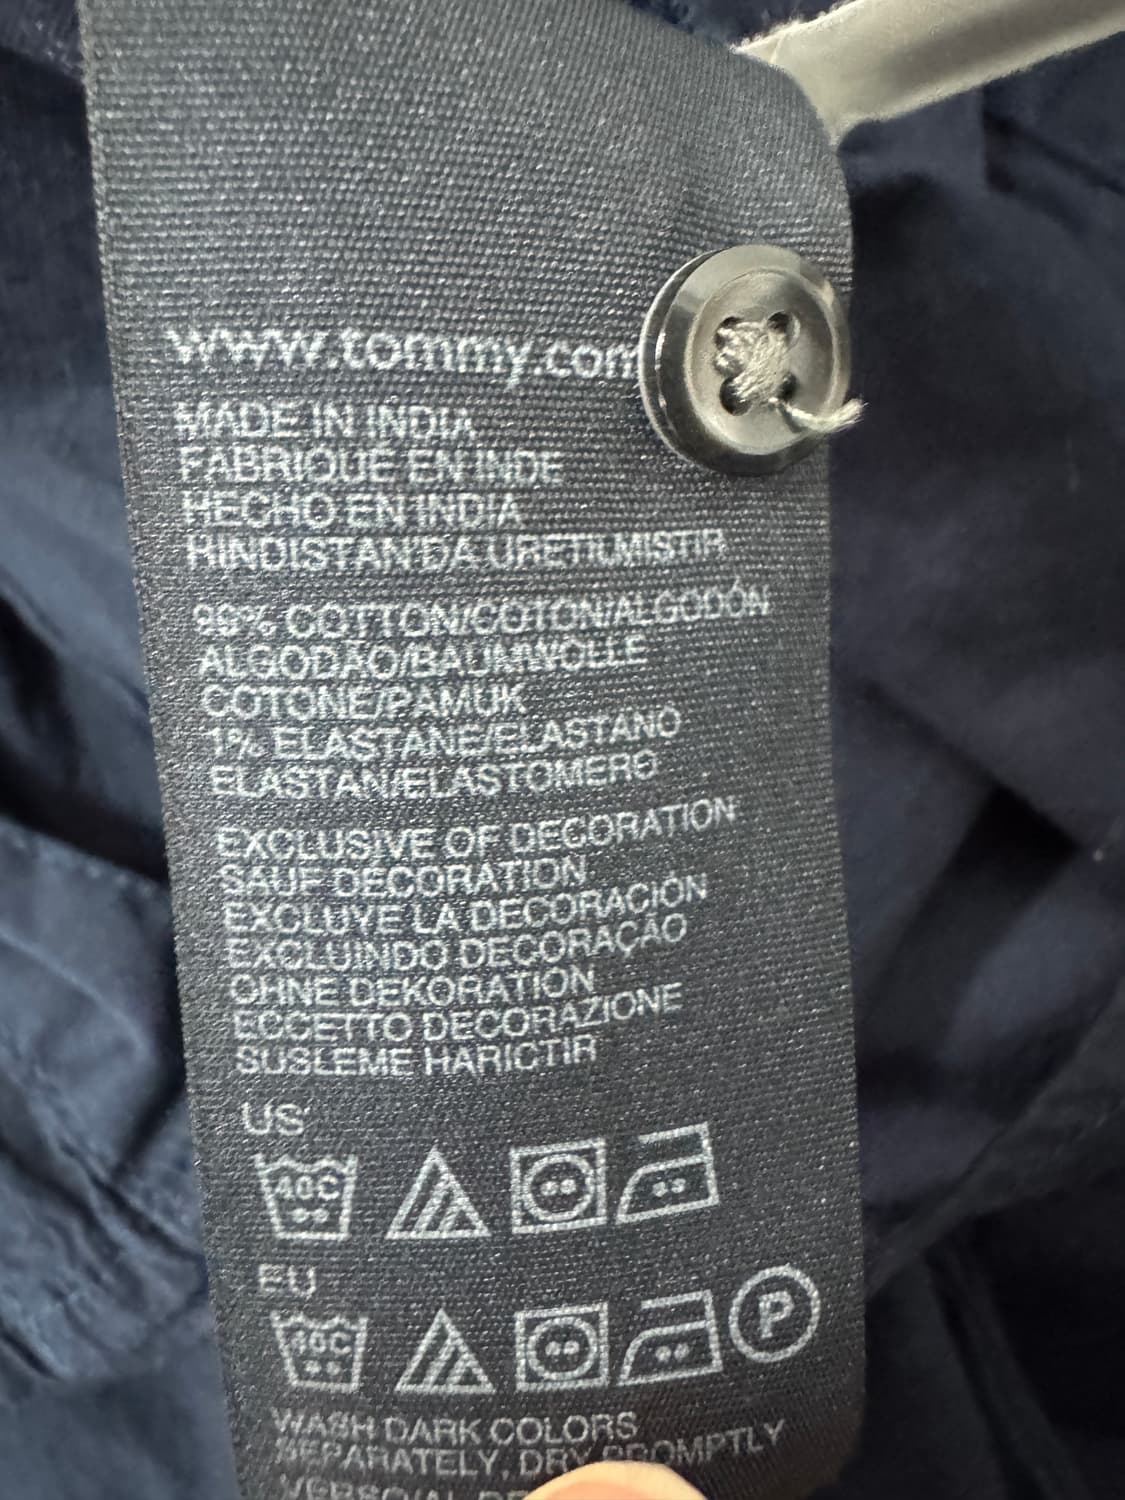 www.tommy.com
MADE IN INDIA
FABRIQUE EN INDE
HECHO EN INDIA
HINDISTAN'DA URETILMISTIR
99% COTTON/COTON/ALGODÓN
ALGODÃO/BAUMWOLLE
COTONE/PAMUK
1% ELASTANE/ELASTANO
ELASTAN/ELASTOMERO
EXCLUSIVE OF DECORATION
SAUF DECORATION
EXCLUYE LA DECORACIÓN
EXCLUINDO DECORAÇÃO
OHNE DEKORATION
ECCETTO DECORAZIONE
SUSLEME HARICTIR
US
40C
EU
40C
P
WASH DARK COLORS
SEPARATELY, DRY PROMPTLY